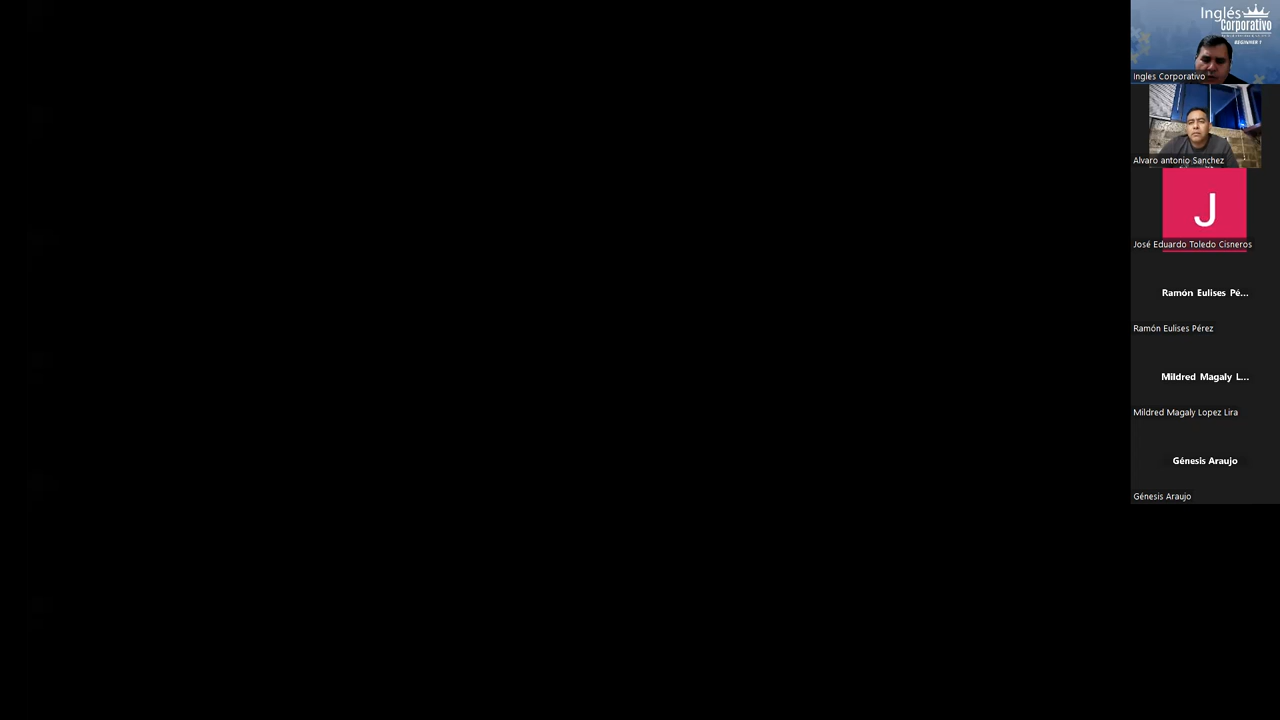 Inglés
Corporativo
BEGINNER 1
Ingles Corporativo
Alvaro antonio Sanchez
J
José Eduardo Toledo Cisneros
Ramón Eulises Pé...
Ramón Eulises Pérez
Mildred Magaly L...
Mildred Magaly Lopez Lira
Génesis Araujo
Génesis Araujo